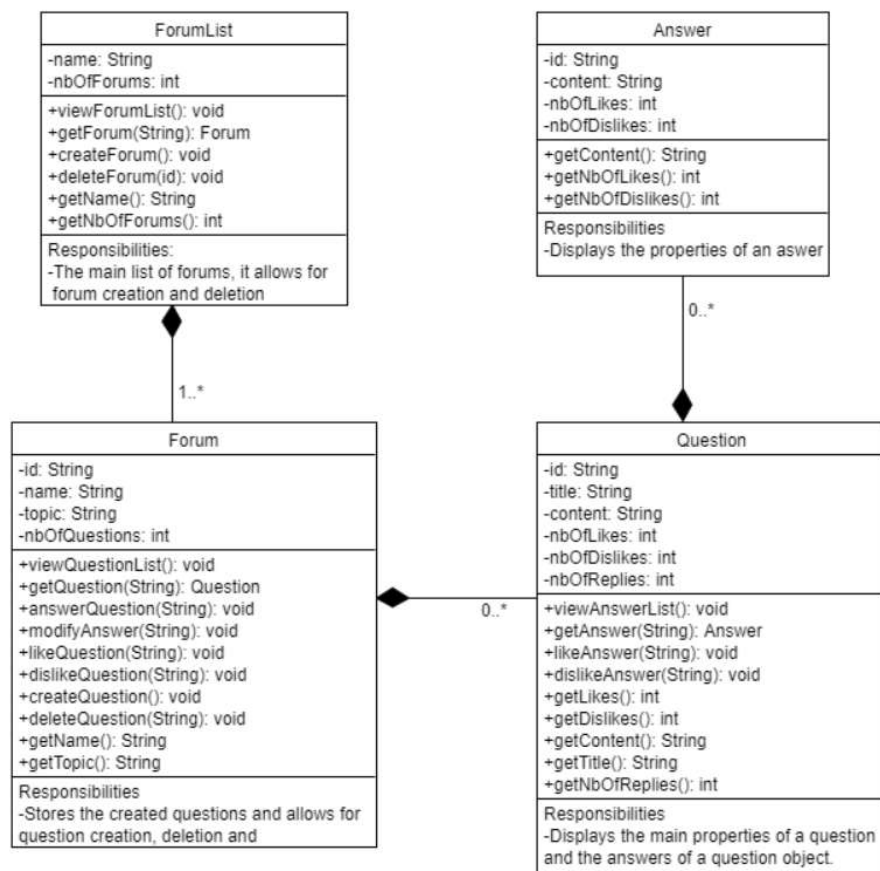 ForumList
-name: String
-nbOfForums: int
+viewForumList(): void
+getForum(String): Forum
+createForum(): void
+deleteForum(id): void
+getName(): String
+getNbOfForums(): int
Responsibilities:
-The main list of forums, it allows for
forum creation and deletion
1..*
Answer
-id: String
-content: String
-nbOfLikes: int
-nbOfDislikes: int
+getContent(): String
+getNbOfLikes(): int
+getNbOfDislikes(): int
Responsibilities
-Displays the properties of an aswer
0..*
Forum
-id: String
-name: String
-topic: String
-nbOfQuestions: int
+viewQuestionList(): void
+getQuestion(String): Question
+answerQuestion(String): void
+modifyAnswer(String): void
+likeQuestion(String): void
+dislikeQuestion(String): void
+createQuestion(): void
+deleteQuestion(String): void
+getName(): String
+getTopic(): String
Responsibilities
-Stores the created questions and allows for
question creation, deletion and
0..*
Question
-id: String
-title: String
-content: String
-nbOfLikes: int
-nbOfDislikes: int
-nbOfReplies: int
+viewAnswerList(): void
+getAnswer(String): Answer
+likeAnswer(String): void
+dislikeAnswer(String): void
+getLikes(): int
+getDislikes(): int
+getContent(): String
+getTitle(): String
+getNbOfReplies(): int
Responsibilities
-Displays the main properties of a question
and the answers of a question object.